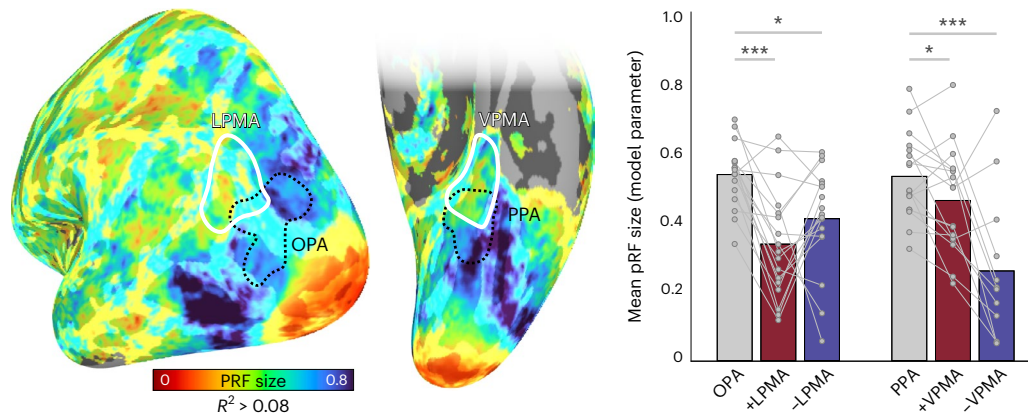 LPMA
OPA
VPMA
PPA
0 PRF size 0.8
R² > 0.08
Mean pRF size (model parameter)
1.0
0.8
0.6
0.4
0.2
0
*
***
***
*
OPA
+LPMA
–LPMA
PPA
+VPMA
–VPMA